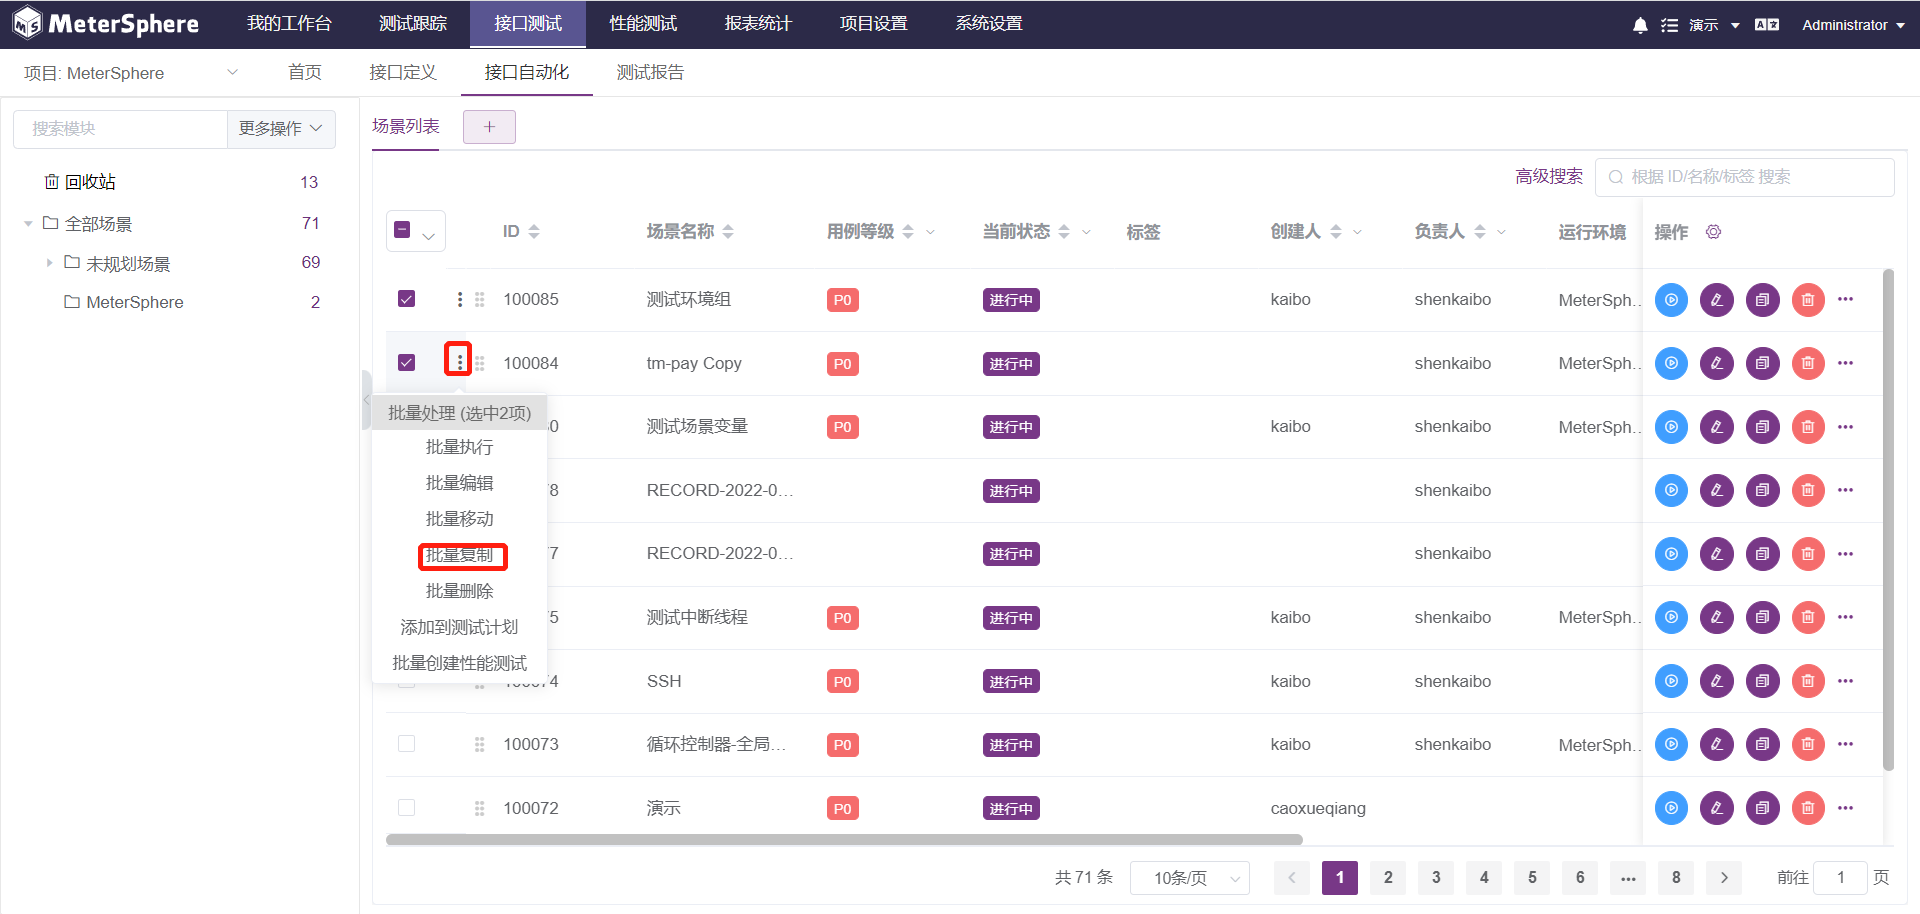 MeterSphere 我的工作台 测试跟踪 接口测试 性能测试 报表统计 项目设置 系统设置 演示 Administrator
项目: MeterSphere 首页 接口定义 接口自动化 测试报告
搜索模块 更多操作
回收站 13
全部场景 71
未规划场景 69
MeterSphere 2
场景列表 +
高级搜索 根据 ID/名称/标签 搜索
ID 场景名称 用例等级 当前状态 标签 创建人 负责人 运行环境 操作
100085 测试环境组 P0 进行中 kaibo shenkaibo MeterSph...
100084 tm-pay Copy P0 进行中 shenkaibo MeterSph...
批量处理 (选中2项)
批量执行
批量编辑
批量移动
批量复制
批量删除
添加到测试计划
批量创建性能测试
0 测试场景变量 P0 进行中 kaibo shenkaibo MeterSph...
8 RECORD-2022-0... 进行中 shenkaibo
7 RECORD-2022-0... 进行中 shenkaibo
5 测试中断线程 P0 进行中 kaibo shenkaibo MeterSph...
100074 SSH P0 进行中 kaibo shenkaibo
100073 循环控制器-全局... P0 进行中 kaibo shenkaibo MeterSph...
100072 演示 P0 进行中 caoxueqiang
共 71 条 10条/页 1 2 3 4 5 6 ... 8 前往 1 页